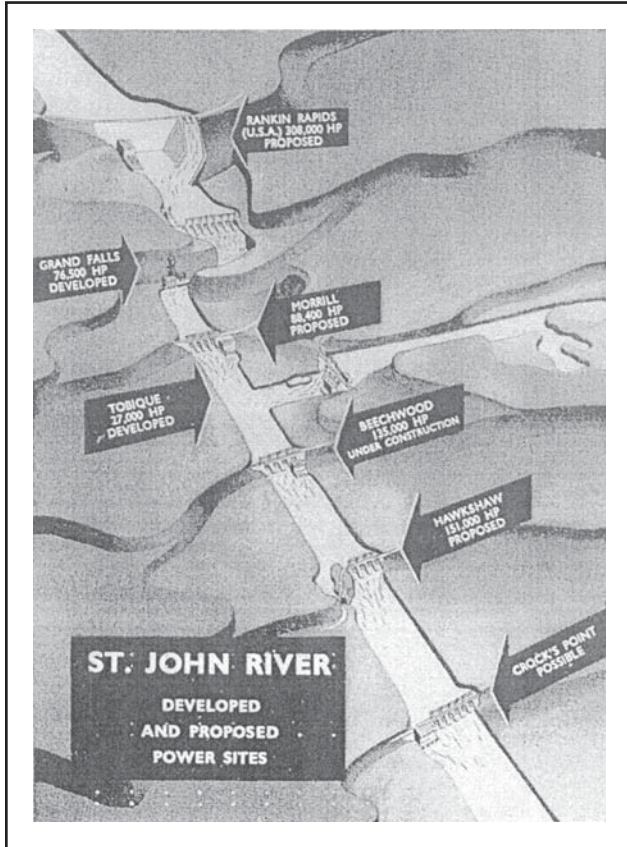 RANKIN RAPIDS
(U.S.A.) 308,000 HP
PROPOSED
GRAND FALLS
76,500 HP
DEVELOPED
MORRILL
88,400 HP
PROPOSED
TOBIQUE
27,000 HP
DEVELOPED
BEECHWOOD
135,000 HP
UNDER CONSTRUCTION
HAWKSHAW
151,000 HP
PROPOSED
CROCK'S POINT
POSSIBLE
ST. JOHN RIVER
DEVELOPED
AND PROPOSED
POWER SITES